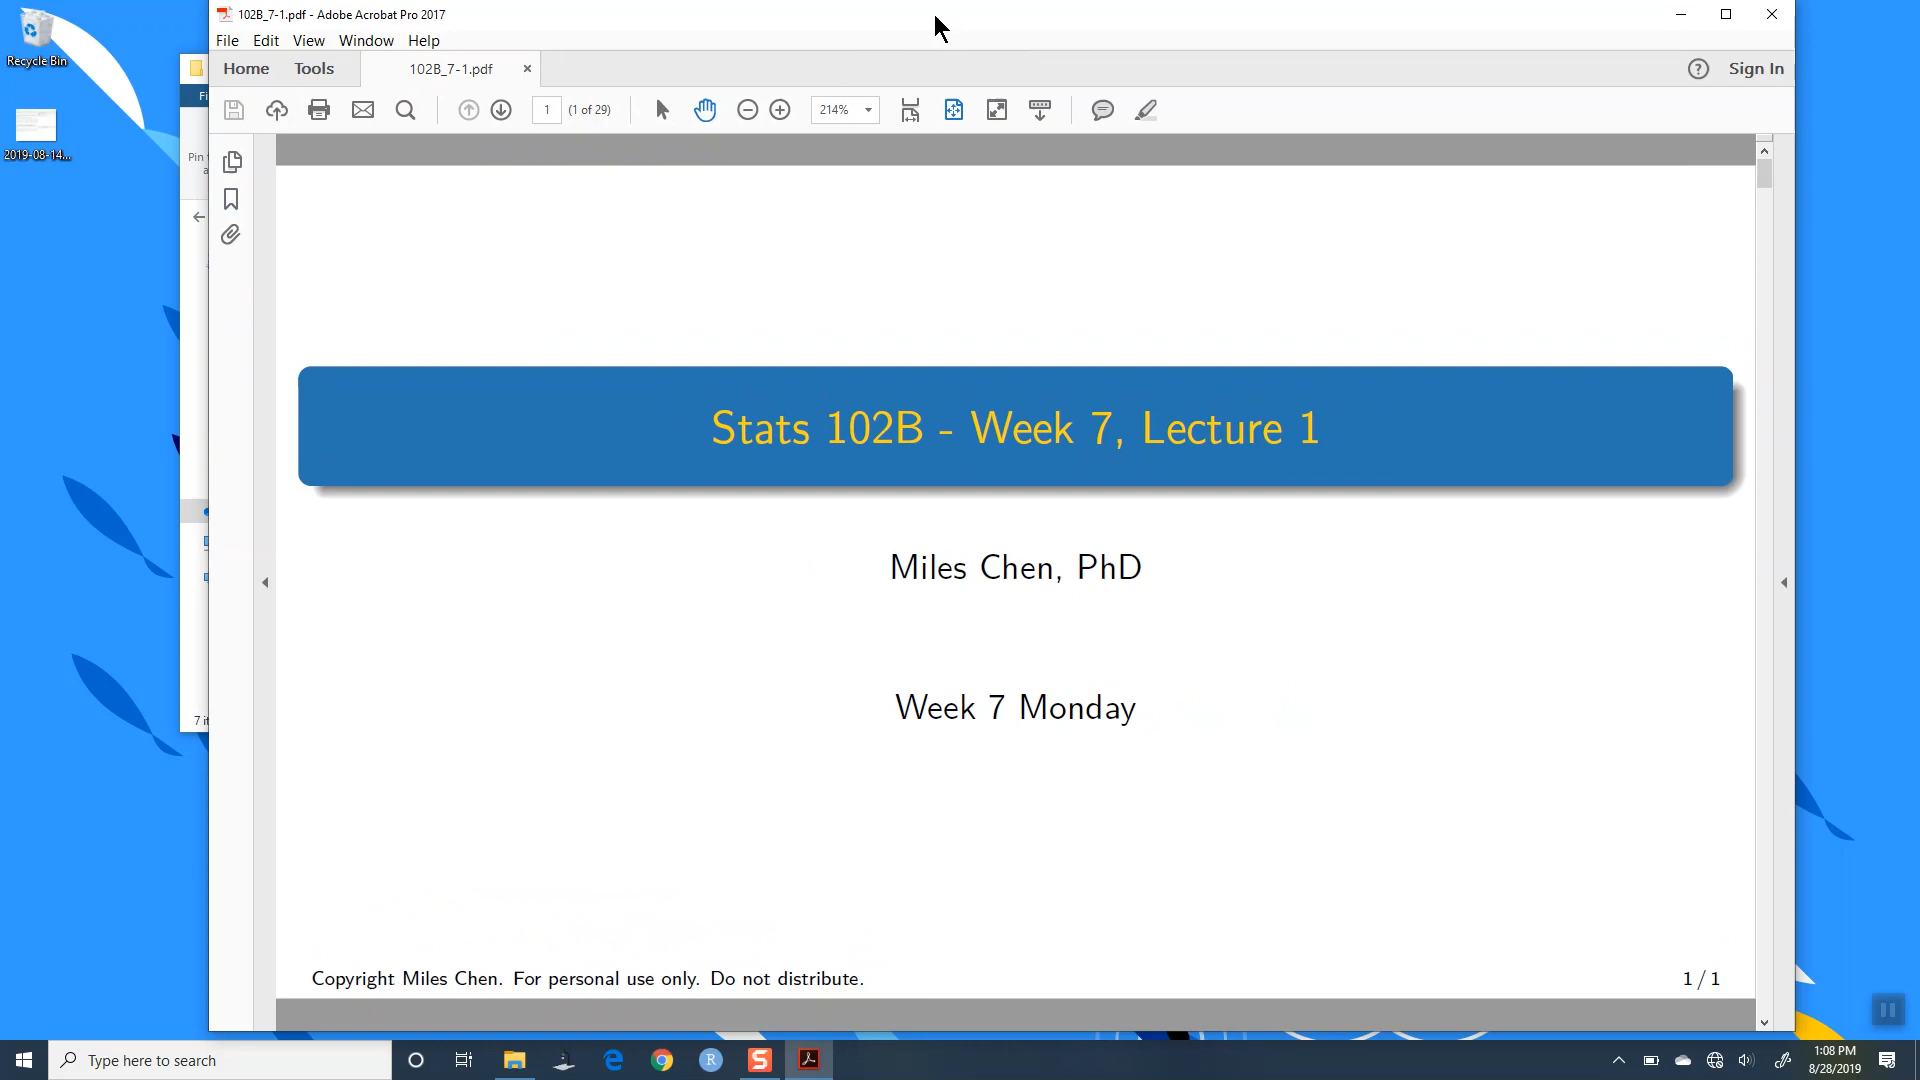 Recycle Bin
2019-08-14...
102B_7-1.pdf - Adobe Acrobat Pro 2017
File Edit View Window Help
Home Tools 102B_7-1.pdf
Sign In
1 (1 of 29) 214%
Stats 102B - Week 7, Lecture 1
Miles Chen, PhD
Week 7 Monday
Copyright Miles Chen. For personal use only. Do not distribute.
1 / 1
Type here to search
1:08 PM
8/28/2019